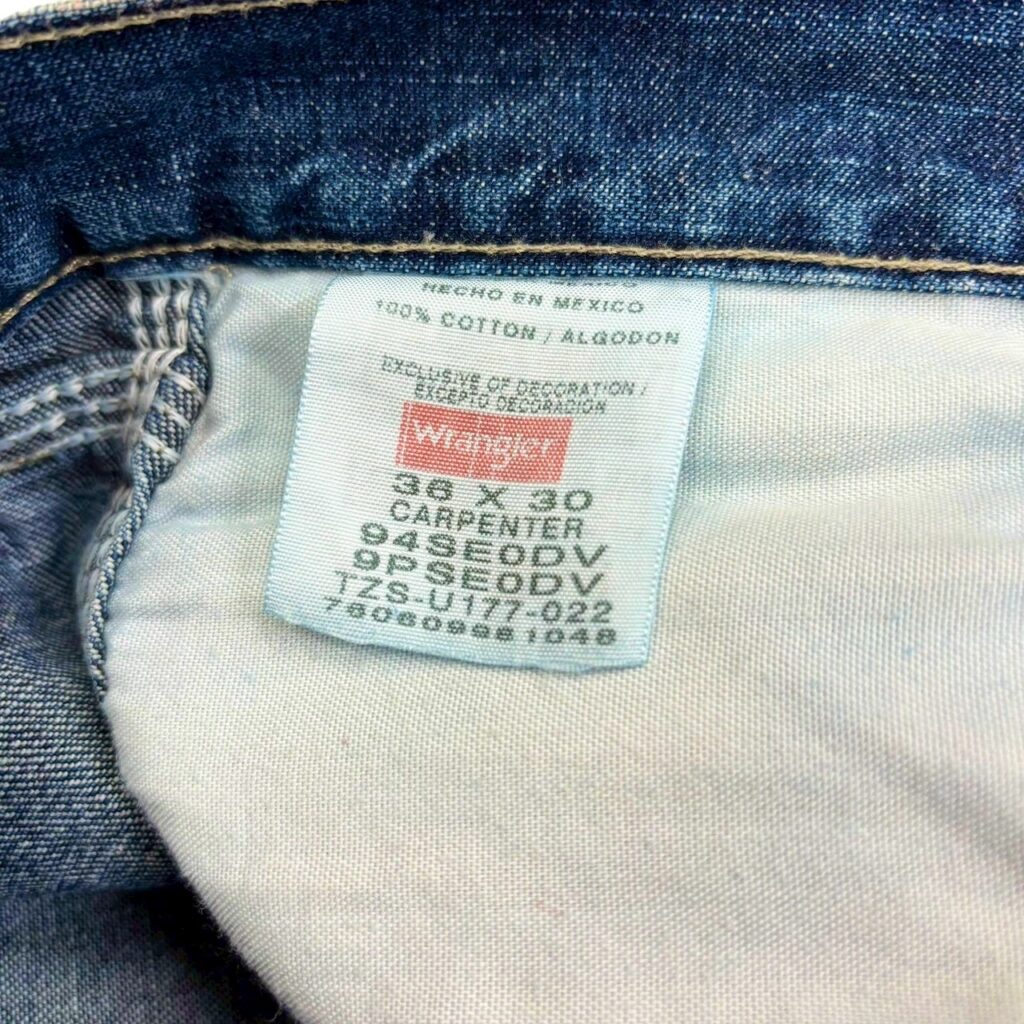 MEXICO
HECHO EN MEXICO
100% COTTON / ALGODON
EXCLUSIVE OF DECORATION /
EXCEPTO DECORACION
Wrangler
36 X 30
CARPENTER
94SE0DV
9PSE0DV
TZS-U177-022